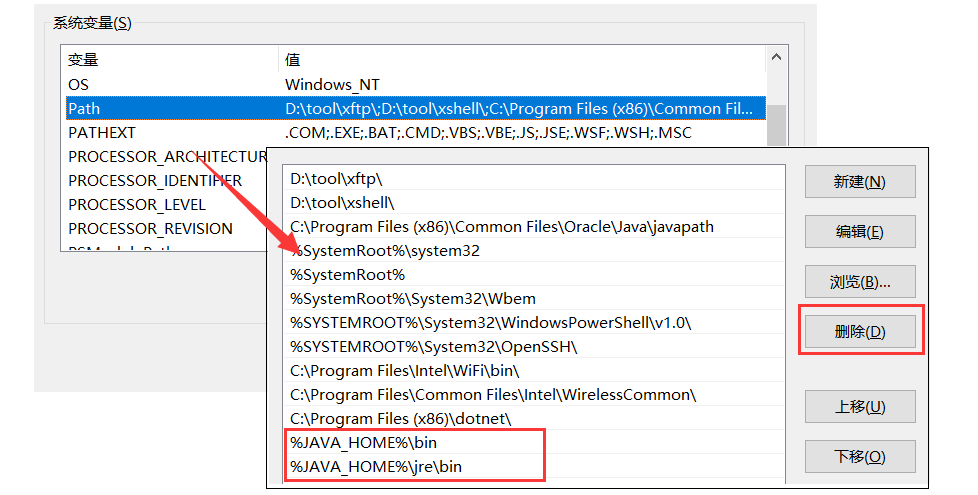 系统变量(S)
变量 值
OS Windows_NT
Path D:\tool\xftp\;D:\tool\xshell\;C:\Program Files (x86)\Common Fil...
PATHEXT .COM;.EXE;.BAT;.CMD;.VBS;.VBE;.JS;.JSE;.WSF;.WSH;.MSC
PROCESSOR_ARCHITECTUR
PROCESSOR_IDENTIFIER
PROCESSOR_LEVEL
PROCESSOR_REVISION
D:\tool\xftp\
D:\tool\xshell\
C:\Program Files (x86)\Common Files\Oracle\Java\javapath
%SystemRoot%\system32
%SystemRoot%
%SystemRoot%\System32\Wbem
%SYSTEMROOT%\System32\WindowsPowerShell\v1.0\
%SYSTEMROOT%\System32\OpenSSH\
C:\Program Files\Intel\WiFi\bin\
C:\Program Files\Common Files\Intel\WirelessCommon\
C:\Program Files (x86)\dotnet\
%JAVA_HOME%\bin
%JAVA_HOME%\jre\bin
新建(N)
编辑(E)
浏览(B)...
删除(D)
上移(U)
下移(O)